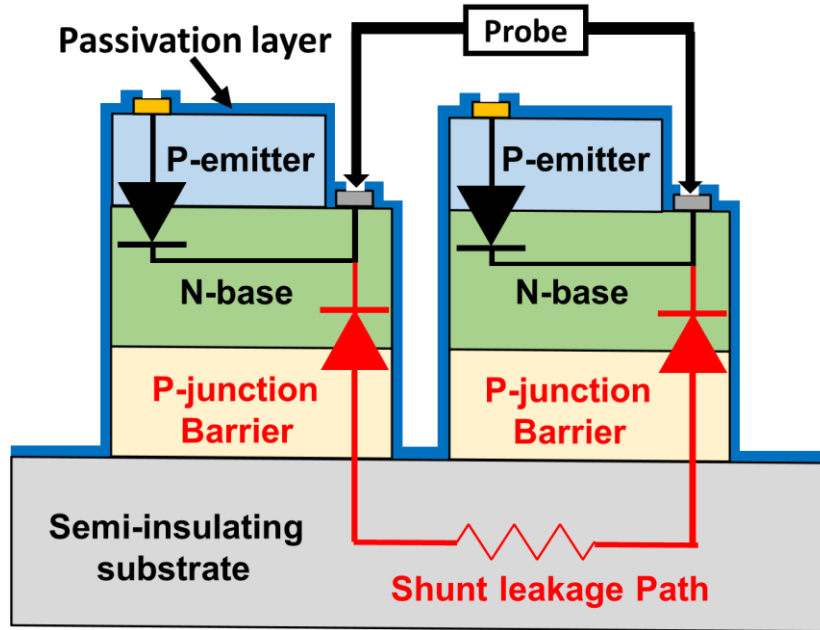 Passivation layer
Probe
P-emitter
P-emitter
N-base
N-base
P-junction
Barrier
P-junction
Barrier
Semi-insulating
substrate
Shunt leakage Path